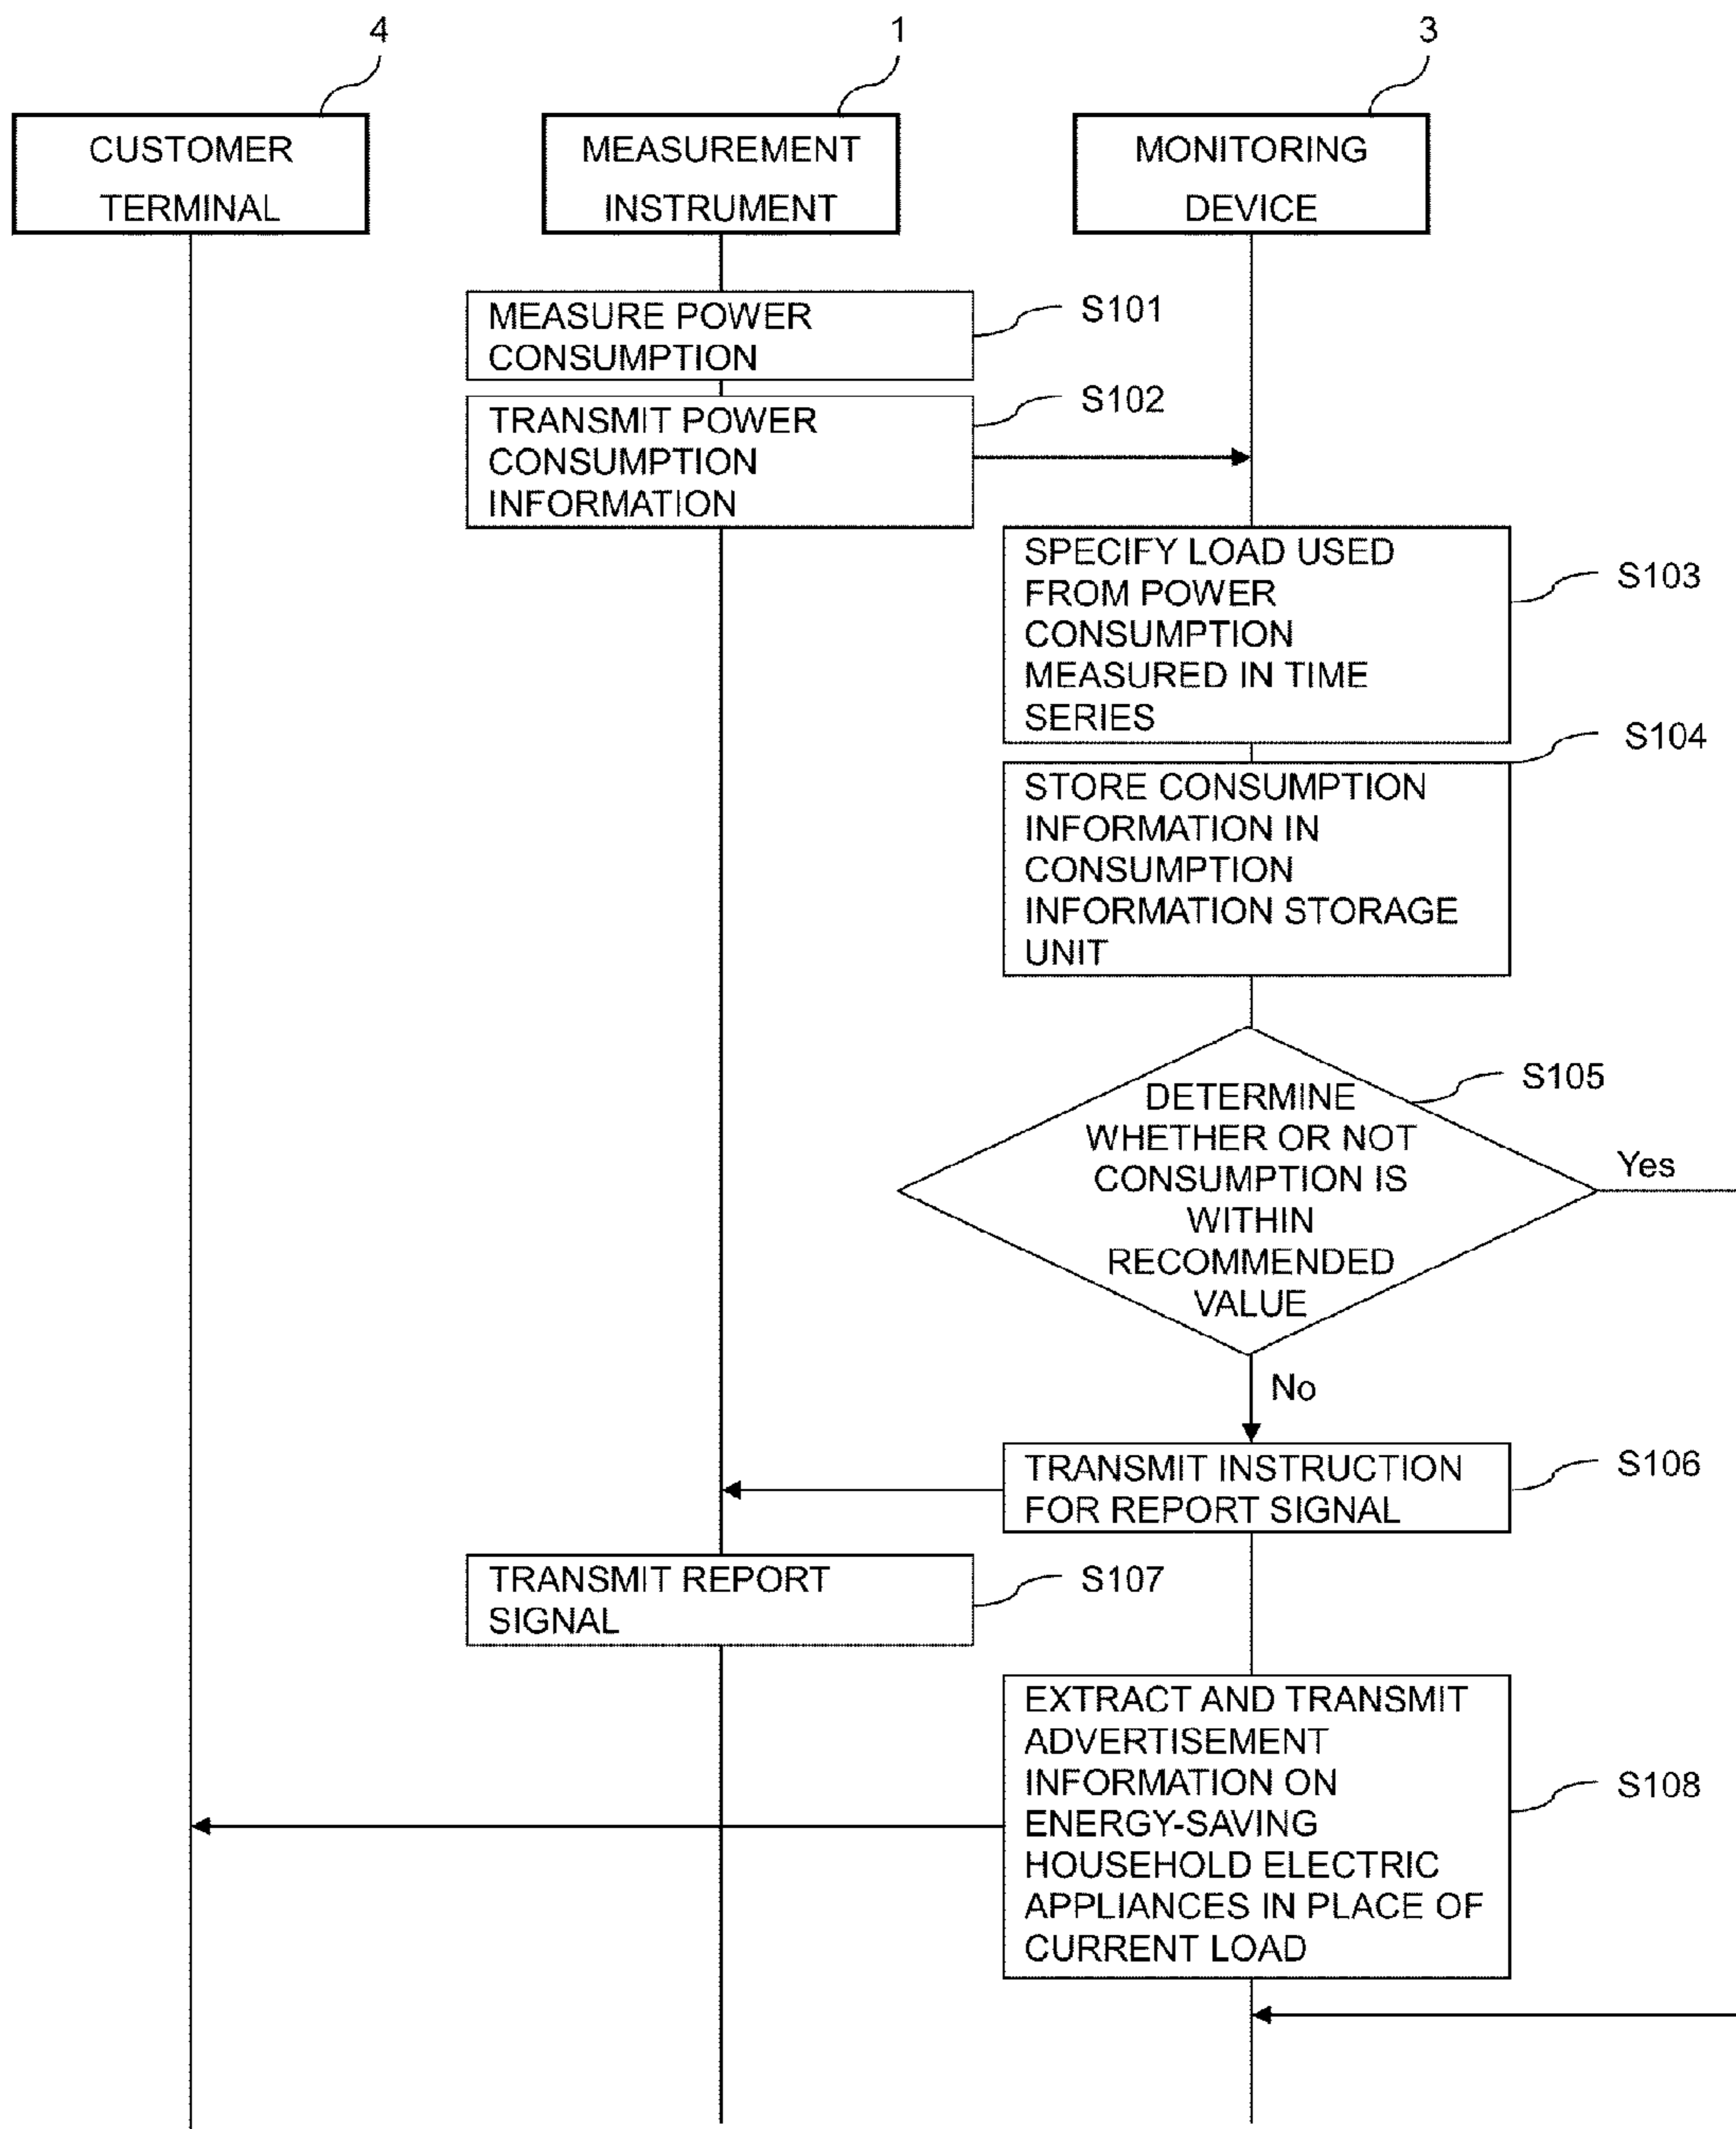 4
1
3
CUSTOMER
TERMINAL
MEASUREMENT
INSTRUMENT
MONITORING
DEVICE
MEASURE POWER
CONSUMPTION
S101
TRANSMIT POWER
CONSUMPTION
INFORMATION
S102
SPECIFY LOAD USED
FROM POWER
CONSUMPTION
MEASURED IN TIME
SERIES
S103
STORE CONSUMPTION
INFORMATION IN
CONSUMPTION
INFORMATION STORAGE
UNIT
S104
DETERMINE
WHETHER OR NOT
CONSUMPTION IS
WITHIN
RECOMMENDED
VALUE
S105
Yes
No
TRANSMIT INSTRUCTION
FOR REPORT SIGNAL
S106
TRANSMIT REPORT
SIGNAL
S107
EXTRACT AND TRANSMIT
ADVERTISEMENT
INFORMATION ON
ENERGY-SAVING
HOUSEHOLD ELECTRIC
APPLIANCES IN PLACE OF
CURRENT LOAD
S108